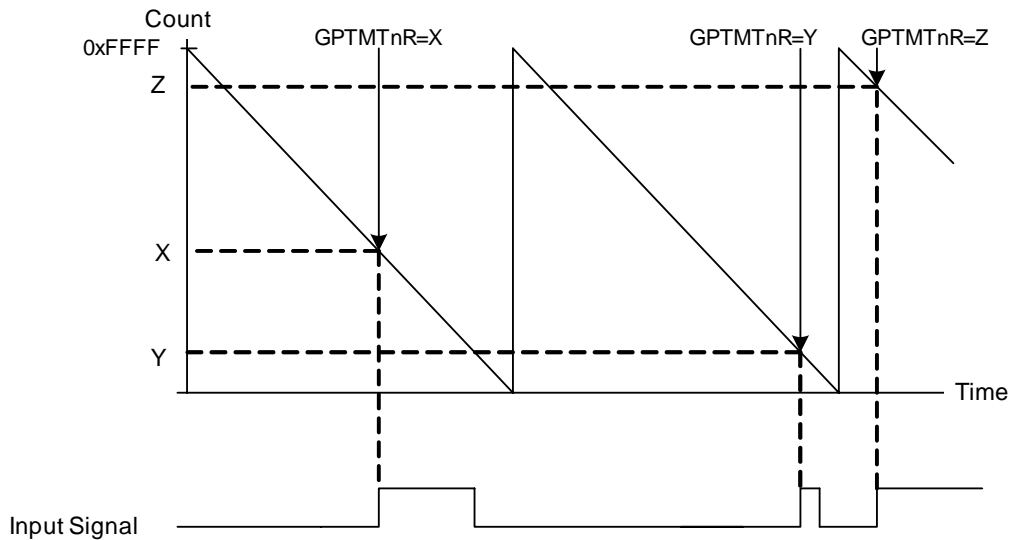 Count
0xFFFF
GPTMTnR=X
GPTMTnR=Y
GPTMTnR=Z
Z
X
Y
Time
Input Signal